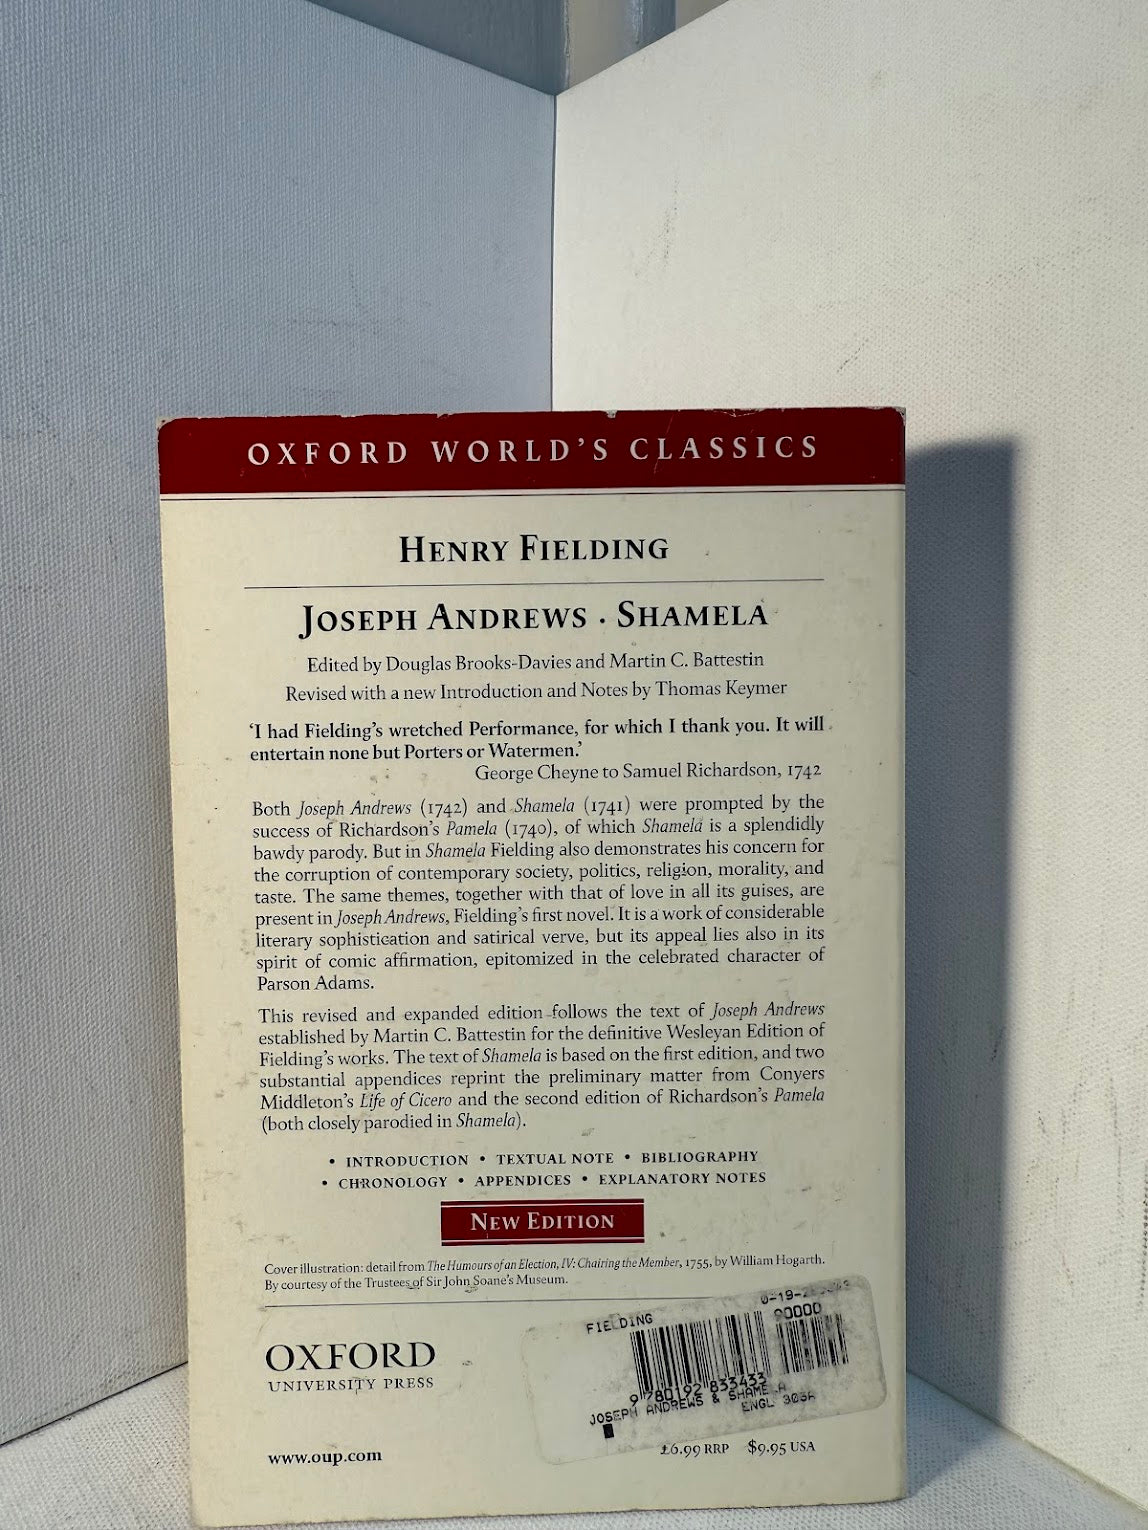 OXFORD WORLD'S CLASSICS
HENRY FIELDING
JOSEPH ANDREWS · SHAMELA
Edited by Douglas Brooks-Davies and Martin C. Battestin
Revised with a new Introduction and Notes by Thomas Keymer
'I had Fielding's wretched Performance, for which I thank you. It will
entertain none but Porters or Watermen.'
George Cheyne to Samuel Richardson, 1742
Both Joseph Andrews (1742) and Shamela (1741) were prompted by the
success of Richardson's Pamela (1740), of which Shamela is a splendidly
bawdy parody. But in Shamela Fielding also demonstrates his concern for
the corruption of contemporary society, politics, religion, morality, and
taste. The same themes, together with that of love in all its guises, are
present in Joseph Andrews, Fielding's first novel. It is a work of considerable
literary sophistication and satirical verve, but its appeal lies also in its
spirit of comic affirmation, epitomized in the celebrated character of
Parson Adams.
This revised and expanded edition follows the text of Joseph Andrews
established by Martin C. Battestin for the definitive Wesleyan Edition of
Fielding's works. The text of Shamela is based on the first edition, and two
substantial appendices reprint the preliminary matter from Conyers
Middleton's Life of Cicero and the second edition of Richardson's Pamela
(both closely parodied in Shamela).
• INTRODUCTION • TEXTUAL NOTE • BIBLIOGRAPHY
• CHRONOLOGY • APPENDICES • EXPLANATORY NOTES
NEW EDITION
Cover illustration: detail from The Humours of an Election, IV: Chairing the Member, 1755, by William Hogarth.
By courtesy of the Trustees of Sir John Soane's Museum.
FIELDING
90000
9 780192 833433
JOSEPH ANDREWS & SHAMELA
ENGL 303A
OXFORD
UNIVERSITY PRESS
www.oup.com
£6.99 RRP $9.95 USA